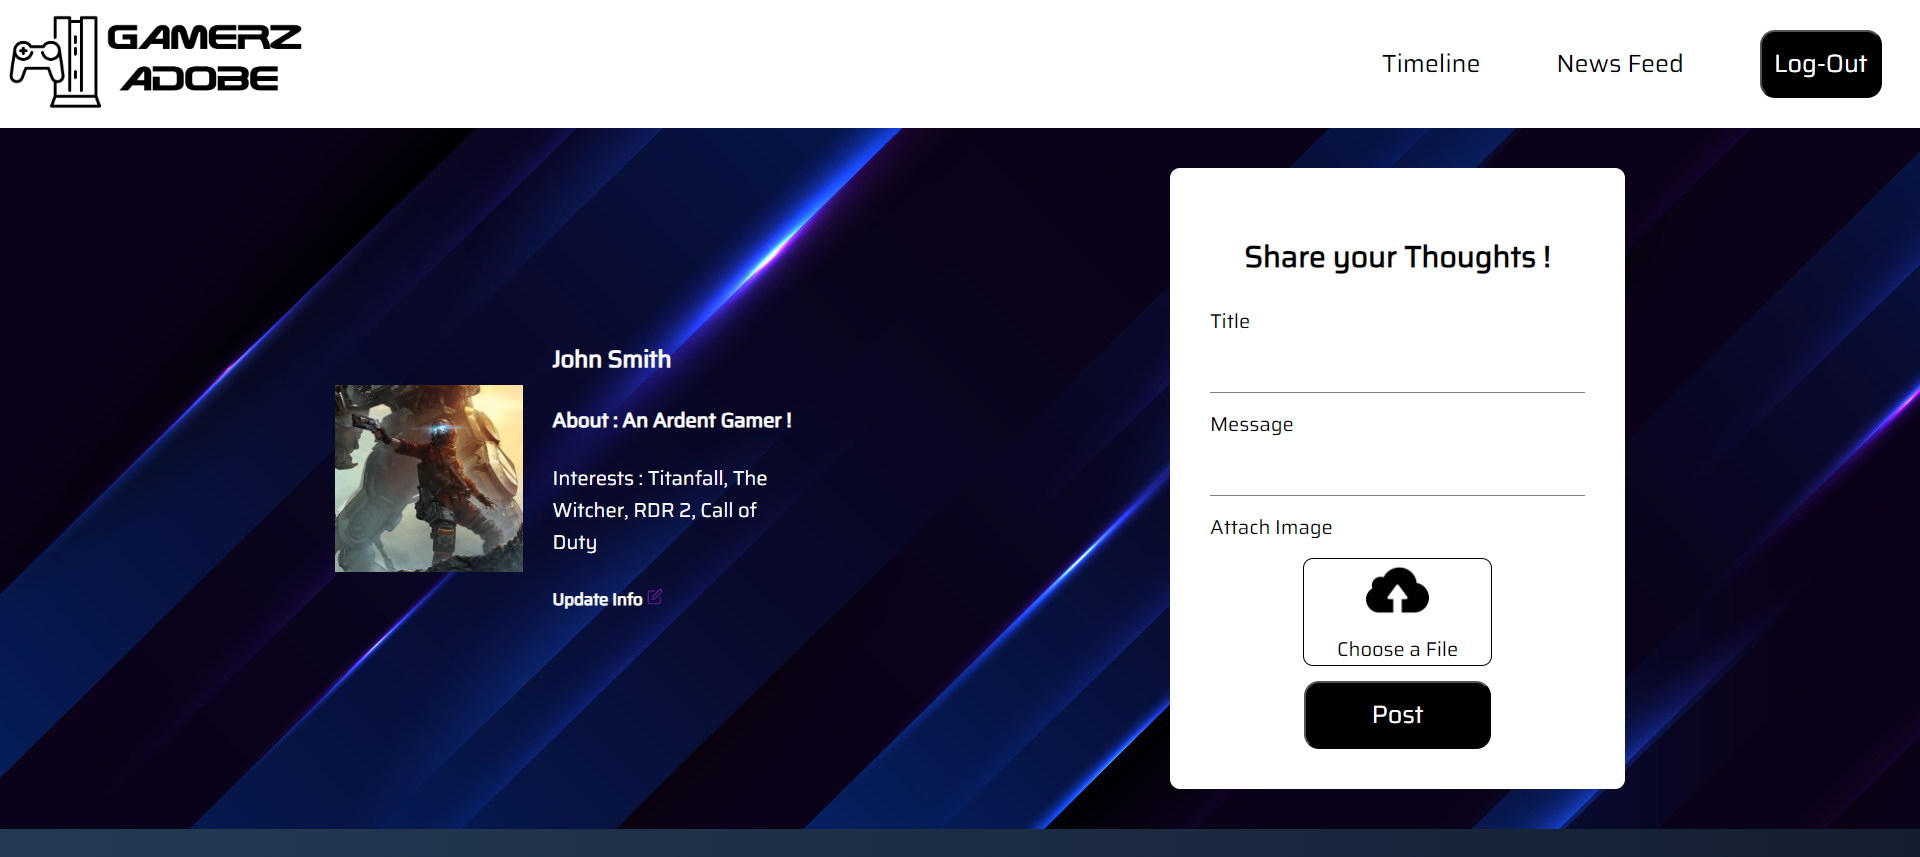 GAMERZ
ADOBE
Timeline
News Feed
Log-Out
John Smith
About : An Ardent Gamer !
Interests : Titanfall, The
Witcher, RDR 2, Call of
Duty
Update Info
Share your Thoughts !
Title
Message
Attach Image
Choose a File
Post